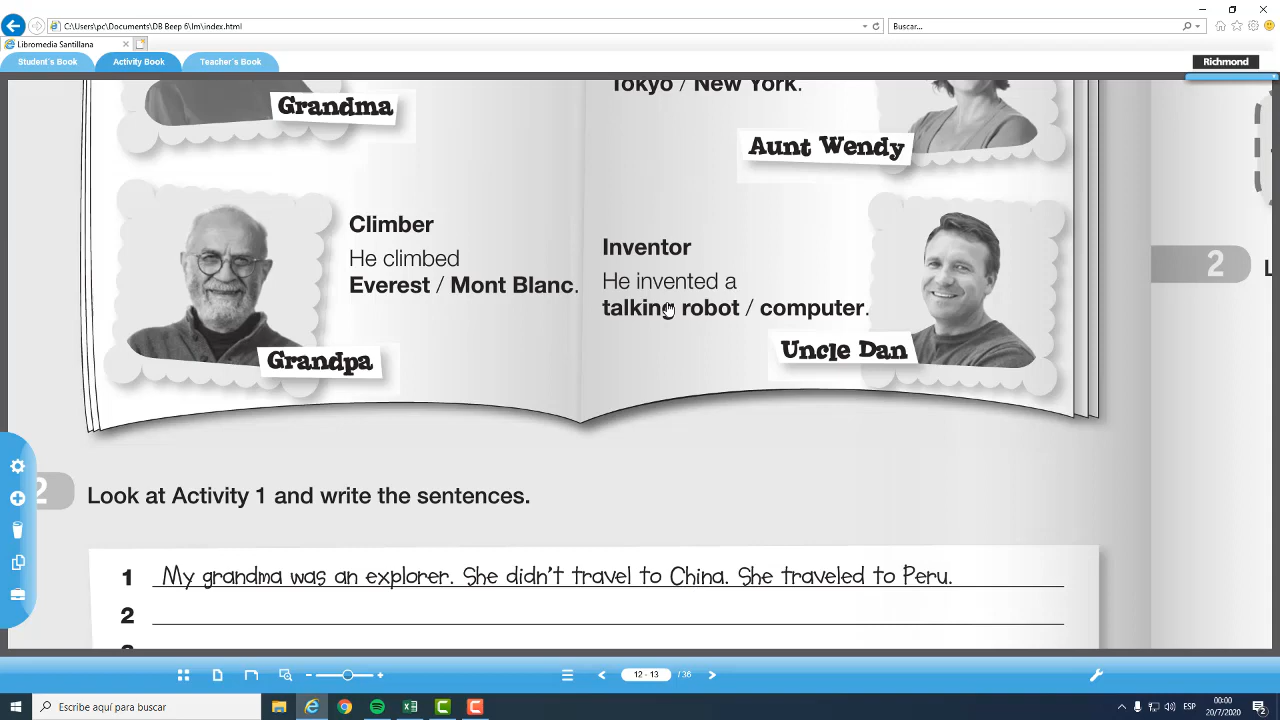 C:\Users\pc\Documents\DB Beep 6\lm\index.html
Buscar...
Libromedia Santillana
Student´s Book
Activity Book
Teacher´s Book
Richmond
Grandma
Tokyo / New York.
Aunt Wendy
Climber
He climbed
Everest / Mont Blanc.
Grandpa
Inventor
He invented a
talking robot / computer.
Uncle Dan
2
2 Look at Activity 1 and write the sentences.
1 My grandma was an explorer. She didn't travel to China. She traveled to Peru.
2
12 - 13 / 36
Escribe aquí para buscar
ESP
00:00
20/7/2020
2